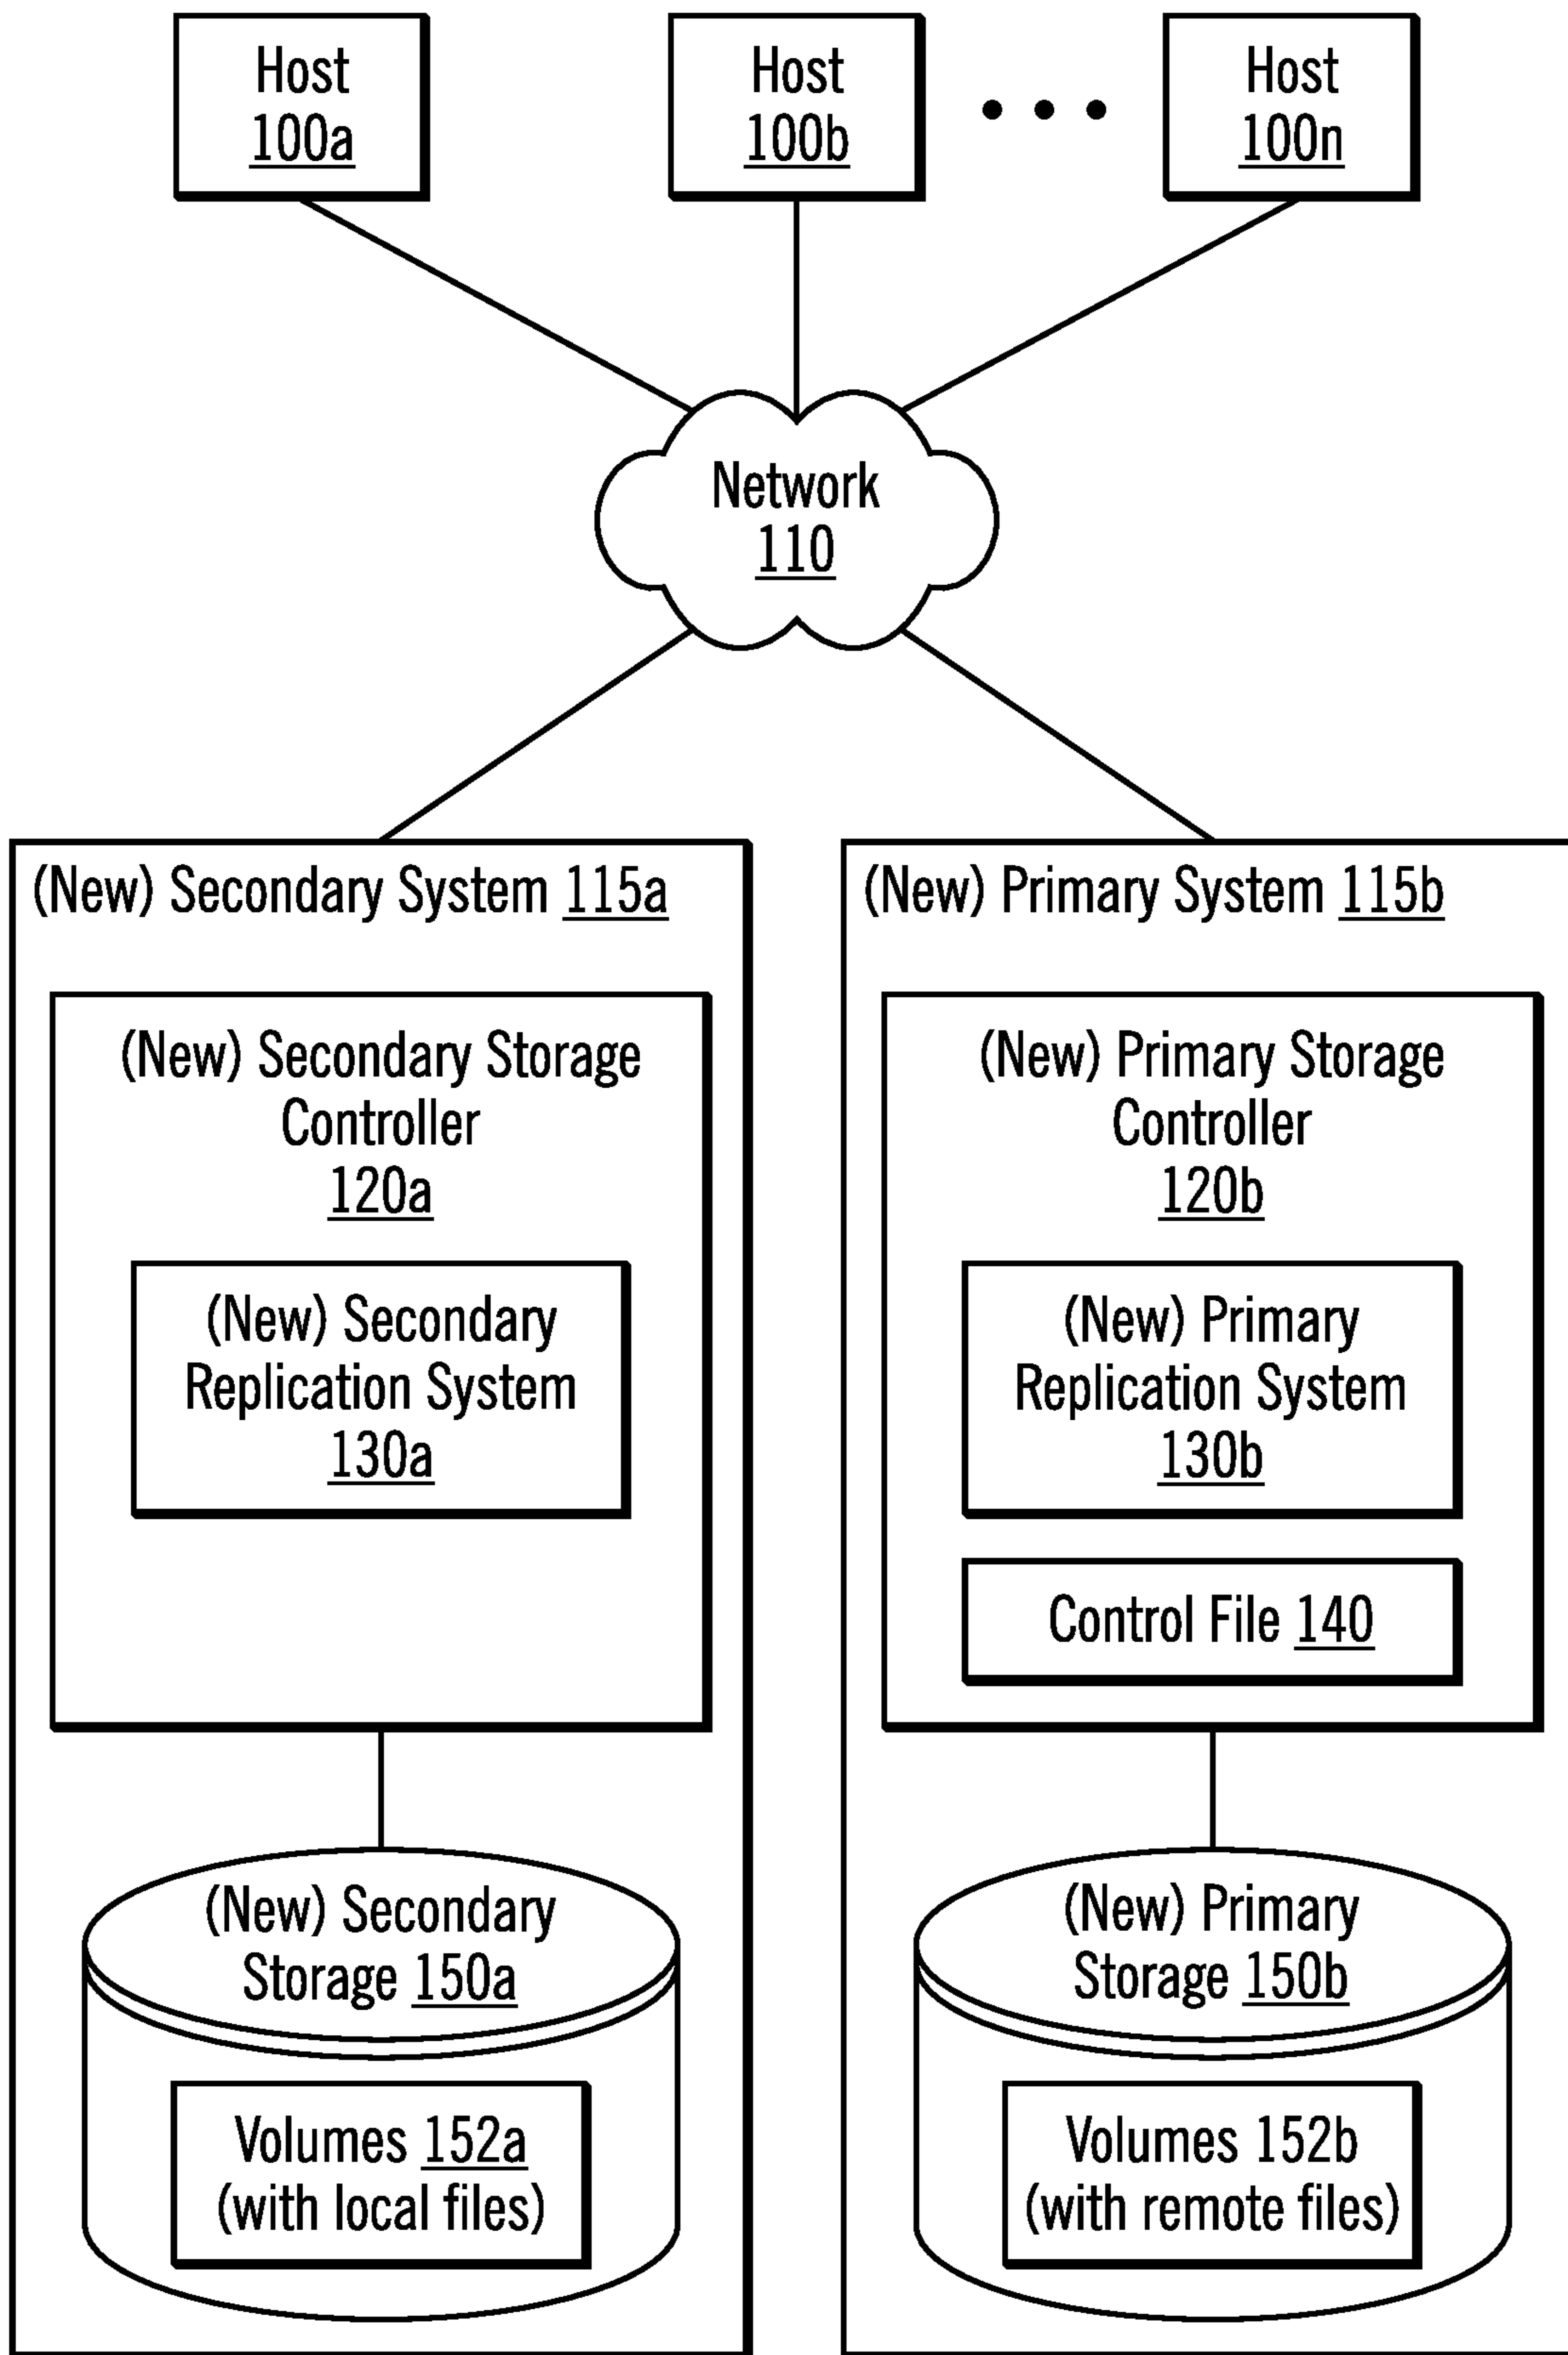 Host
100a
Host
100b
Host
100n
Network
110
(New) Secondary System 115a
(New) Secondary Storage
Controller
120a
(New) Secondary
Replication System
130a
(New) Secondary
Storage 150a
Volumes 152a
(with local files)
(New) Primary System 115b
(New) Primary Storage
Controller
120b
(New) Primary
Replication System
130b
Control File 140
(New) Primary
Storage 150b
Volumes 152b
(with remote files)